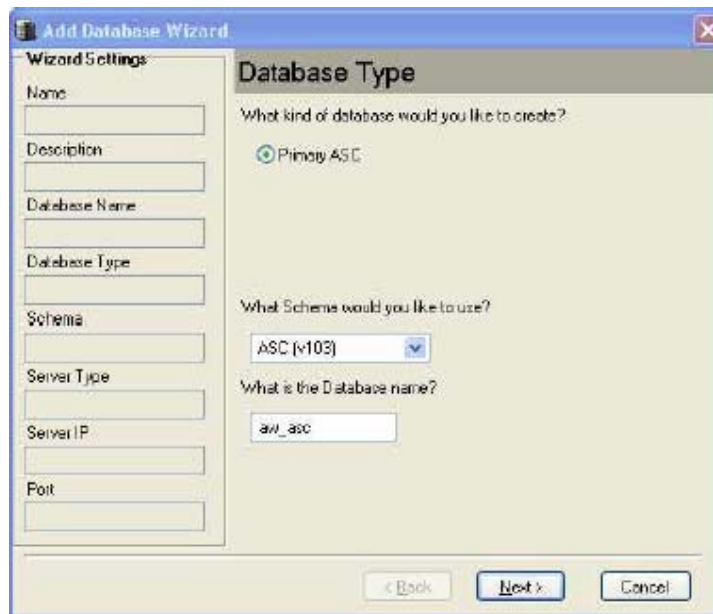 Add Database Wizard
Wizard Settings
Name
Description
Database Name
Database Type
Schema
Server Type
Server IP
Port
Database Type
What kind of database would you like to create?
Primary ASC
What Schema would you like to use?
ASC (v103)
What is the Database name?
aw_asc
< Back
Next >
Cancel